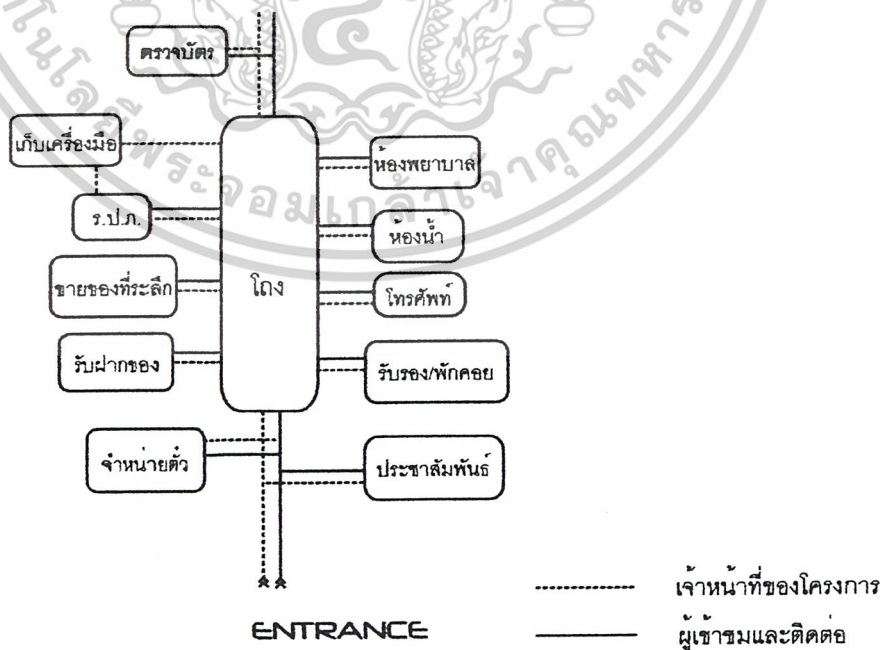 ตรวจบัตร
เก็บเครื่องมือ
ห้องพยาบาล
ร.ป.ภ.
ห้องน้ำ
ขายของที่ระลึก
โถง
โทรศัพท์
รับฝากของ
รับรอง/พักคอย
จำหน่ายตั๋ว
ประชาสัมพันธ์
ENTRANCE
เจ้าหน้าที่ของโครงการ
ผู้เข้าชมและติดต่อ